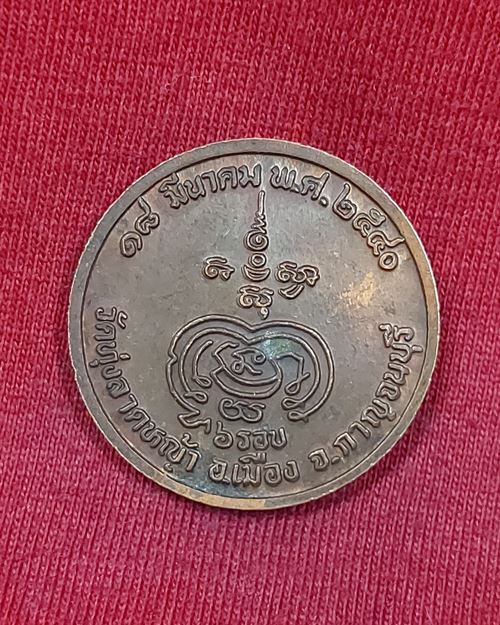 ๑๘ มีนาคม พ.ศ. ๒๕๔๐
๖ รอบ
วัดทุ่งลาดหญ้า อ.เมือง จ.กาญจนบุรี